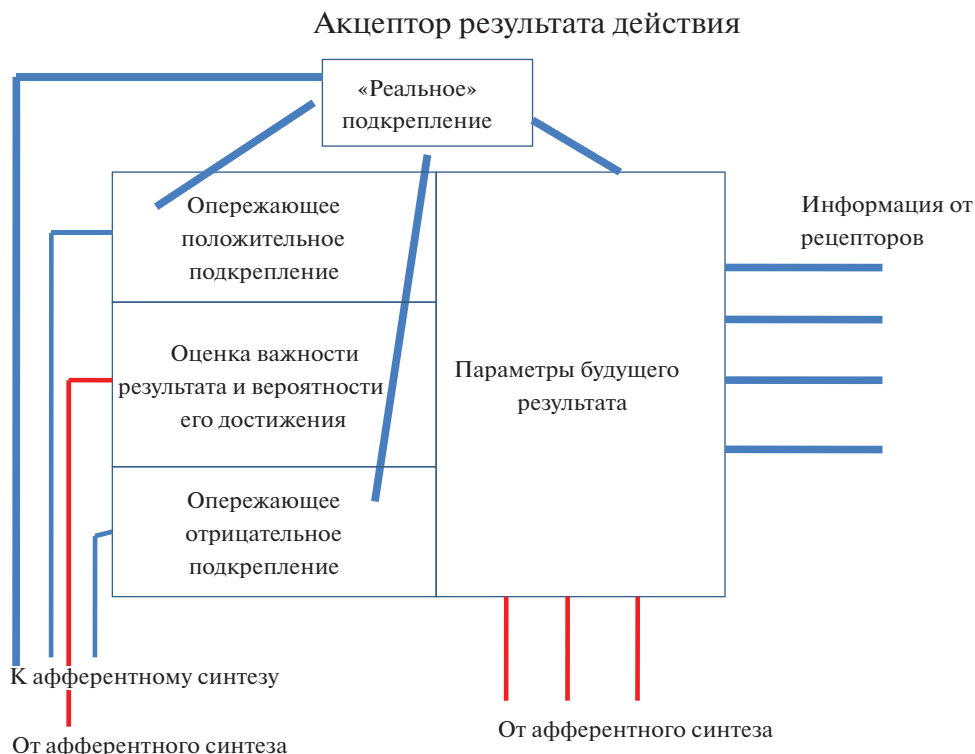 Акцептор результата действия
«Реальное»
подкрепление
Опережающее
положительное
подкрепление
Информация от
рецепторов
Оценка важности
результата и вероятности
его достижения
Параметры будущего
результата
Опережающее
отрицательное
подкрепление
К афферентному синтезу
От афферентного синтеза
От афферентного синтеза